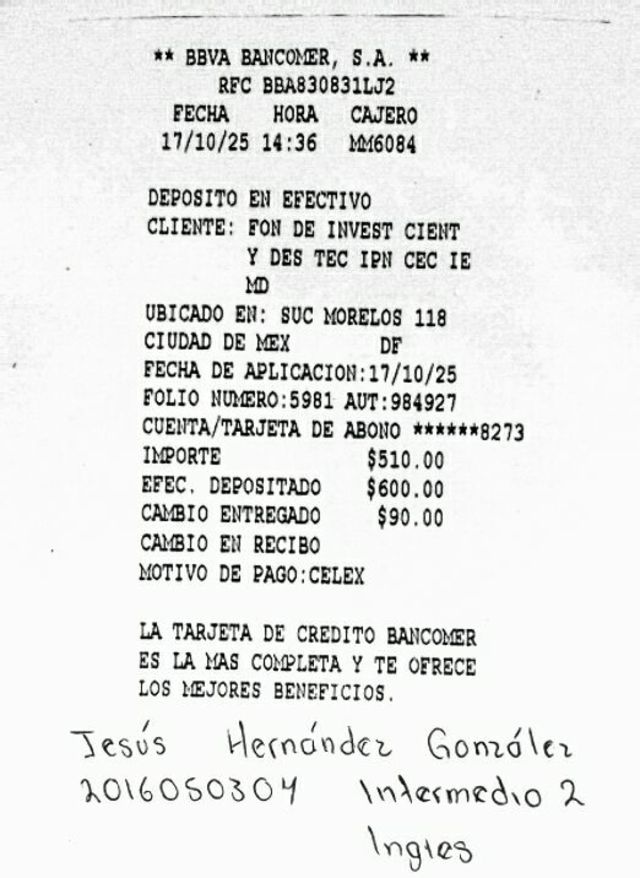 ** BBVA BANCOMER, S.A. **
RFC BBA830831LJ2
FECHA HORA CAJERO
17/10/25 14:36 MM6084
DEPOSITO EN EFECTIVO
CLIENTE: FON DE INVEST CIENT
Y DES TEC IPN CEC IE
MD
UBICADO EN: SUC MORELOS 118
CIUDAD DE MEX DF
FECHA DE APLICACION:17/10/25
FOLIO NUMERO:5981 AUT:984927
CUENTA/TARJETA DE ABONO ******8273
IMPORTE $510.00
EFEC. DEPOSITADO $600.00
CAMBIO ENTREGADO $90.00
CAMBIO EN RECIBO
MOTIVO DE PAGO:CELEX
LA TARJETA DE CREDITO BANCOMER
ES LA MAS COMPLETA Y TE OFRECE
LOS MEJORES BENEFICIOS.
Jesús Hernández González
2016050304 Intermedio 2
Ingles